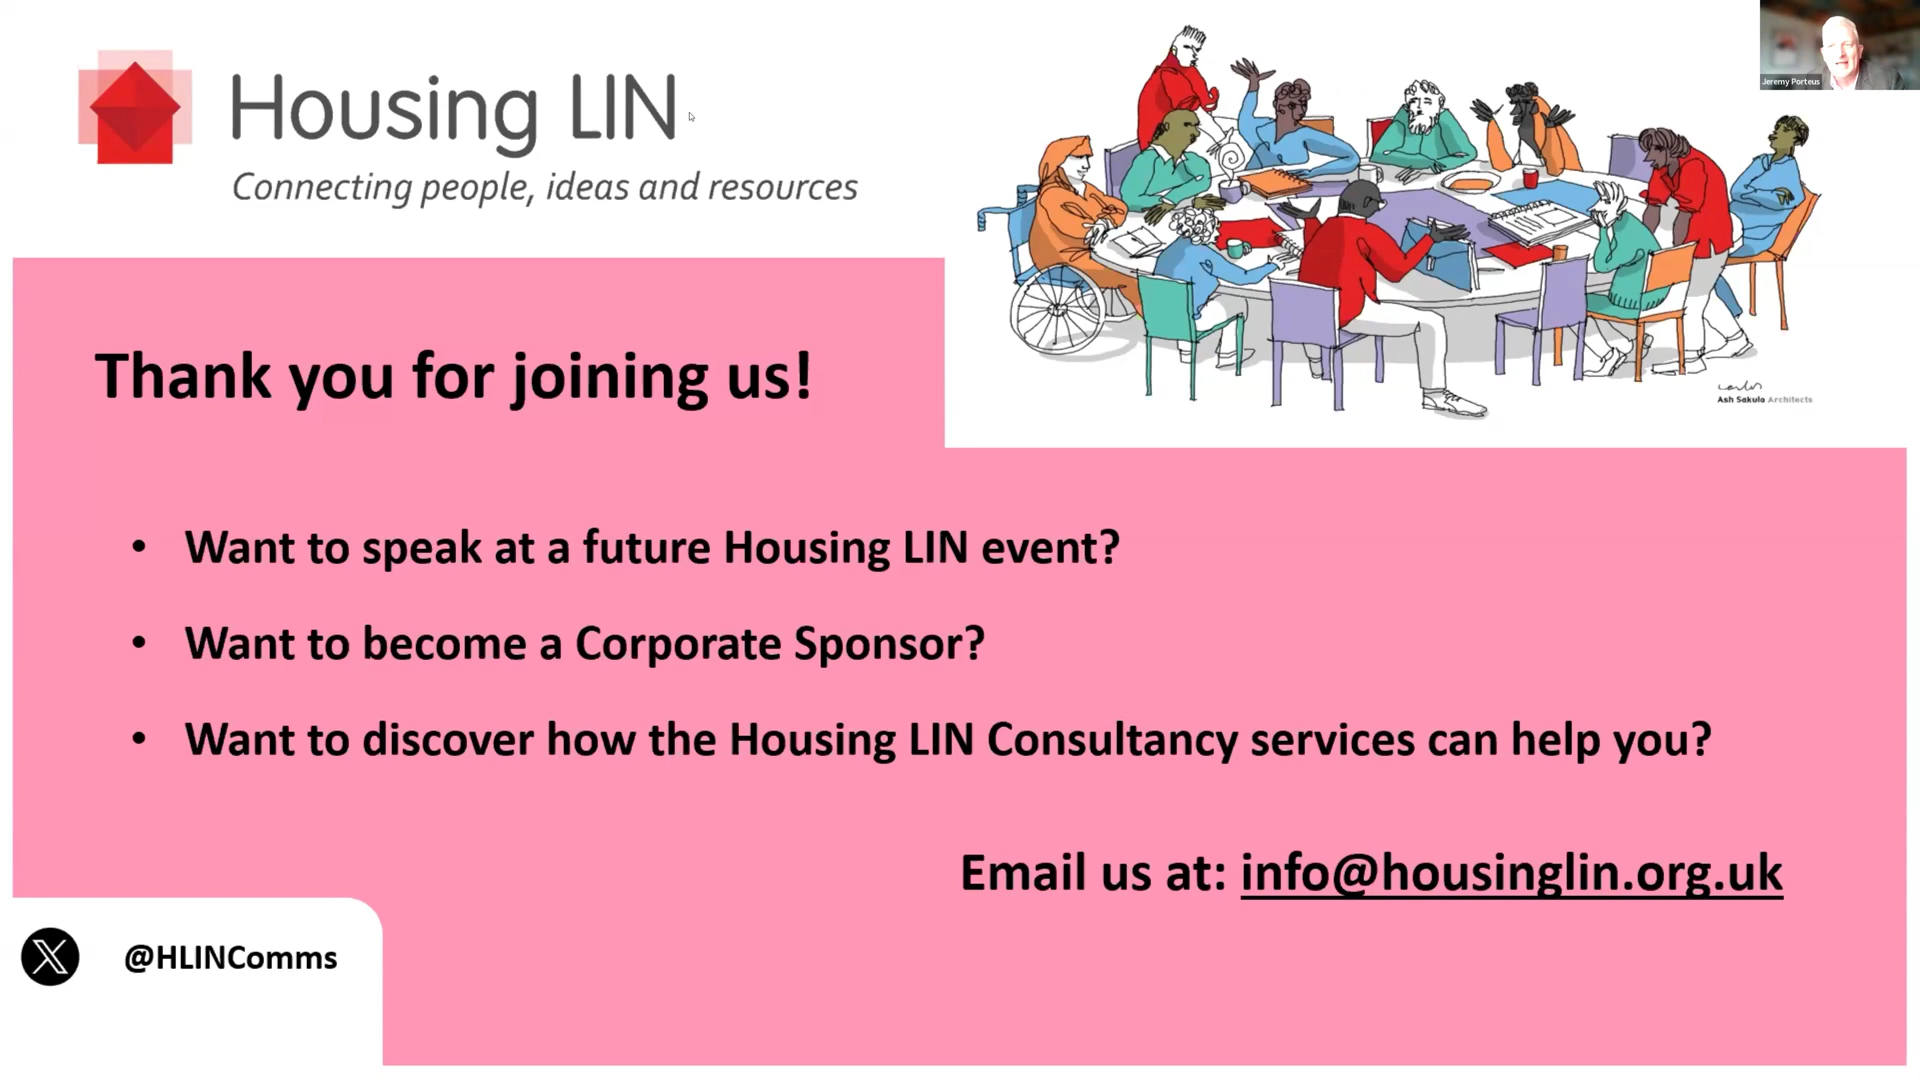 Housing LIN
Connecting people, ideas and resources
Jeremy Porteus
Ash Sakula Architects
Thank you for joining us!
• Want to speak at a future Housing LIN event?
• Want to become a Corporate Sponsor?
• Want to discover how the Housing LIN Consultancy services can help you?
Email us at: info@housinglin.org.uk
@HLINComms